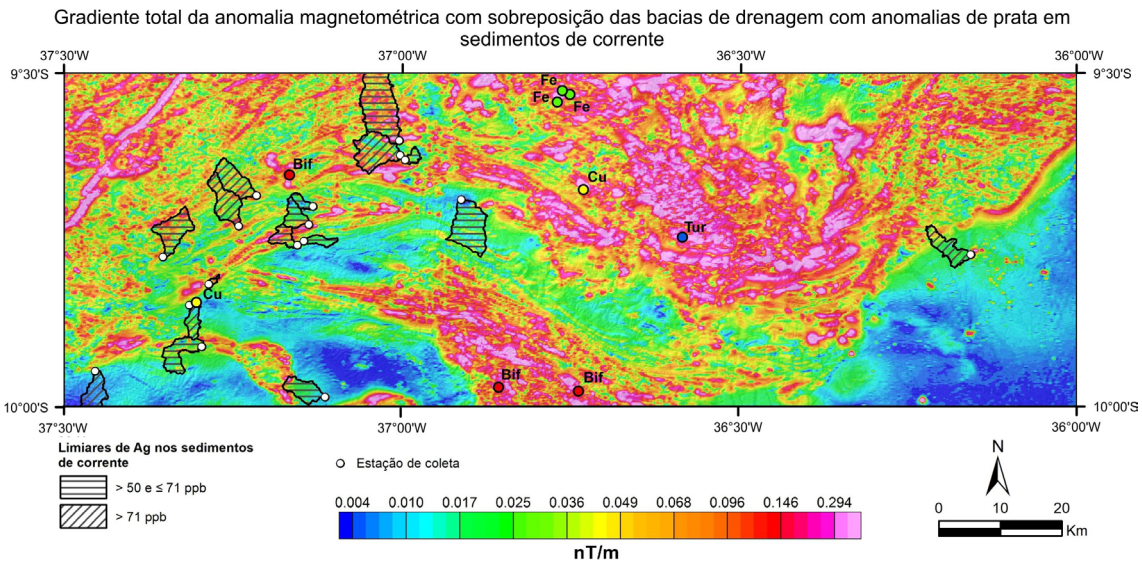 Gradiente total da anomalia magnetométrica com sobreposição das bacias de drenagem com anomalias de prata em
sedimentos de corrente
37°30'S 37°00'W 36°30'W 36°00'W
9°30'S 9°30'S
Fe
Fe Fe
Bif
Cu
Tur
Cu
Bif Bif
10°00'S 10°00'S
37°30'W 37°00'W 36°30'W 36°00'W
Limiares de Ag nos sedimentos
de corrente
> 50 e ≤ 71 ppb
> 71 ppb
Estação de coleta
0.004 0.010 0.017 0.025 0.036 0.049 0.068 0.096 0.146 0.294
nT/m
N
0 10 20
Km